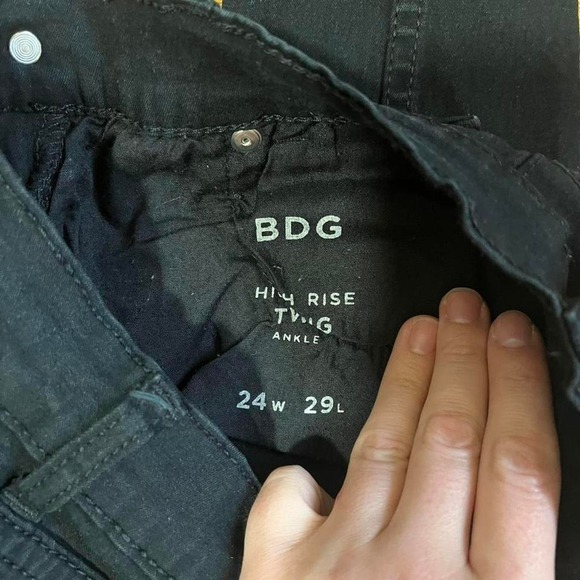 BDG
HIGH RISE
TWIG
ANKLE
24W 29L